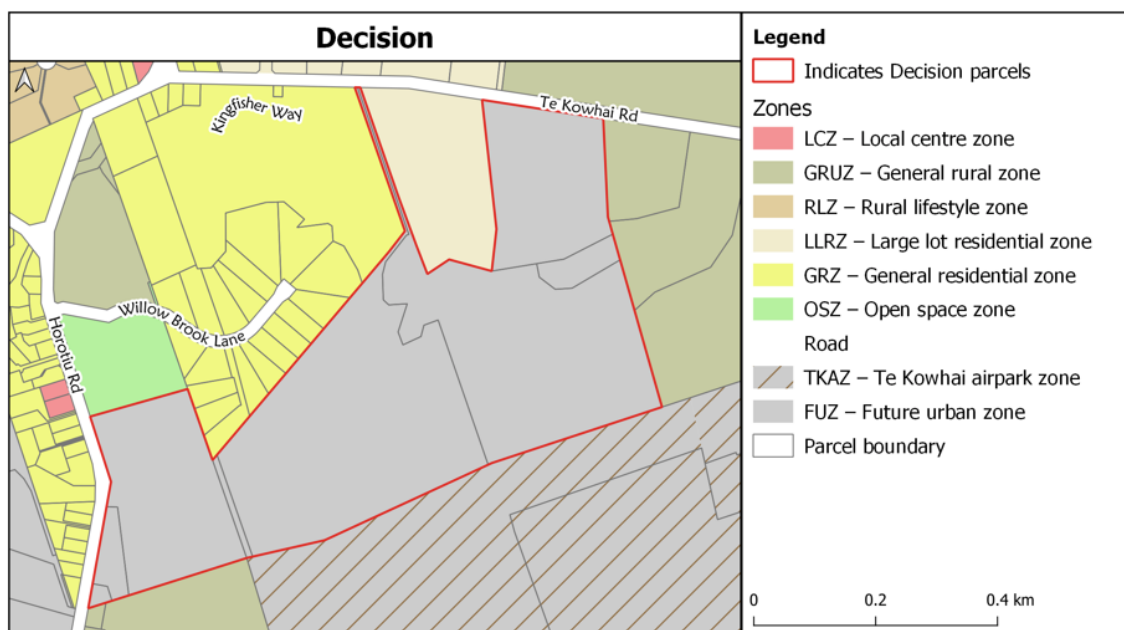 Decision
Kingfisher Way
Te Kowhai Rd
Willow Brook Lane
Horotiu Rd
Legend
Indicates Decision parcels
Zones
LCZ – Local centre zone
GRUZ – General rural zone
RLZ – Rural lifestyle zone
LLRZ – Large lot residential zone
GRZ – General residential zone
OSZ – Open space zone
Road
TKAZ – Te Kowhai airpark zone
FUZ – Future urban zone
Parcel boundary
0 0.2 0.4 km